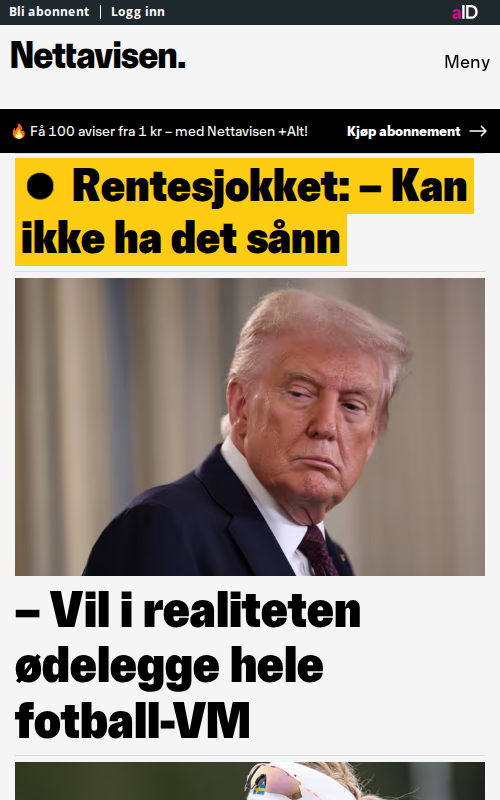 Bli abonnent | Logg inn
aID
Nettavisen.
Meny
🔥 Få 100 aviser fra 1 kr – med Nettavisen +Alt!
Kjøp abonnement →
● Rentesjokket: – Kan
ikke ha det sånn
– Vil i realiteten
ødelegge hele
fotball-VM